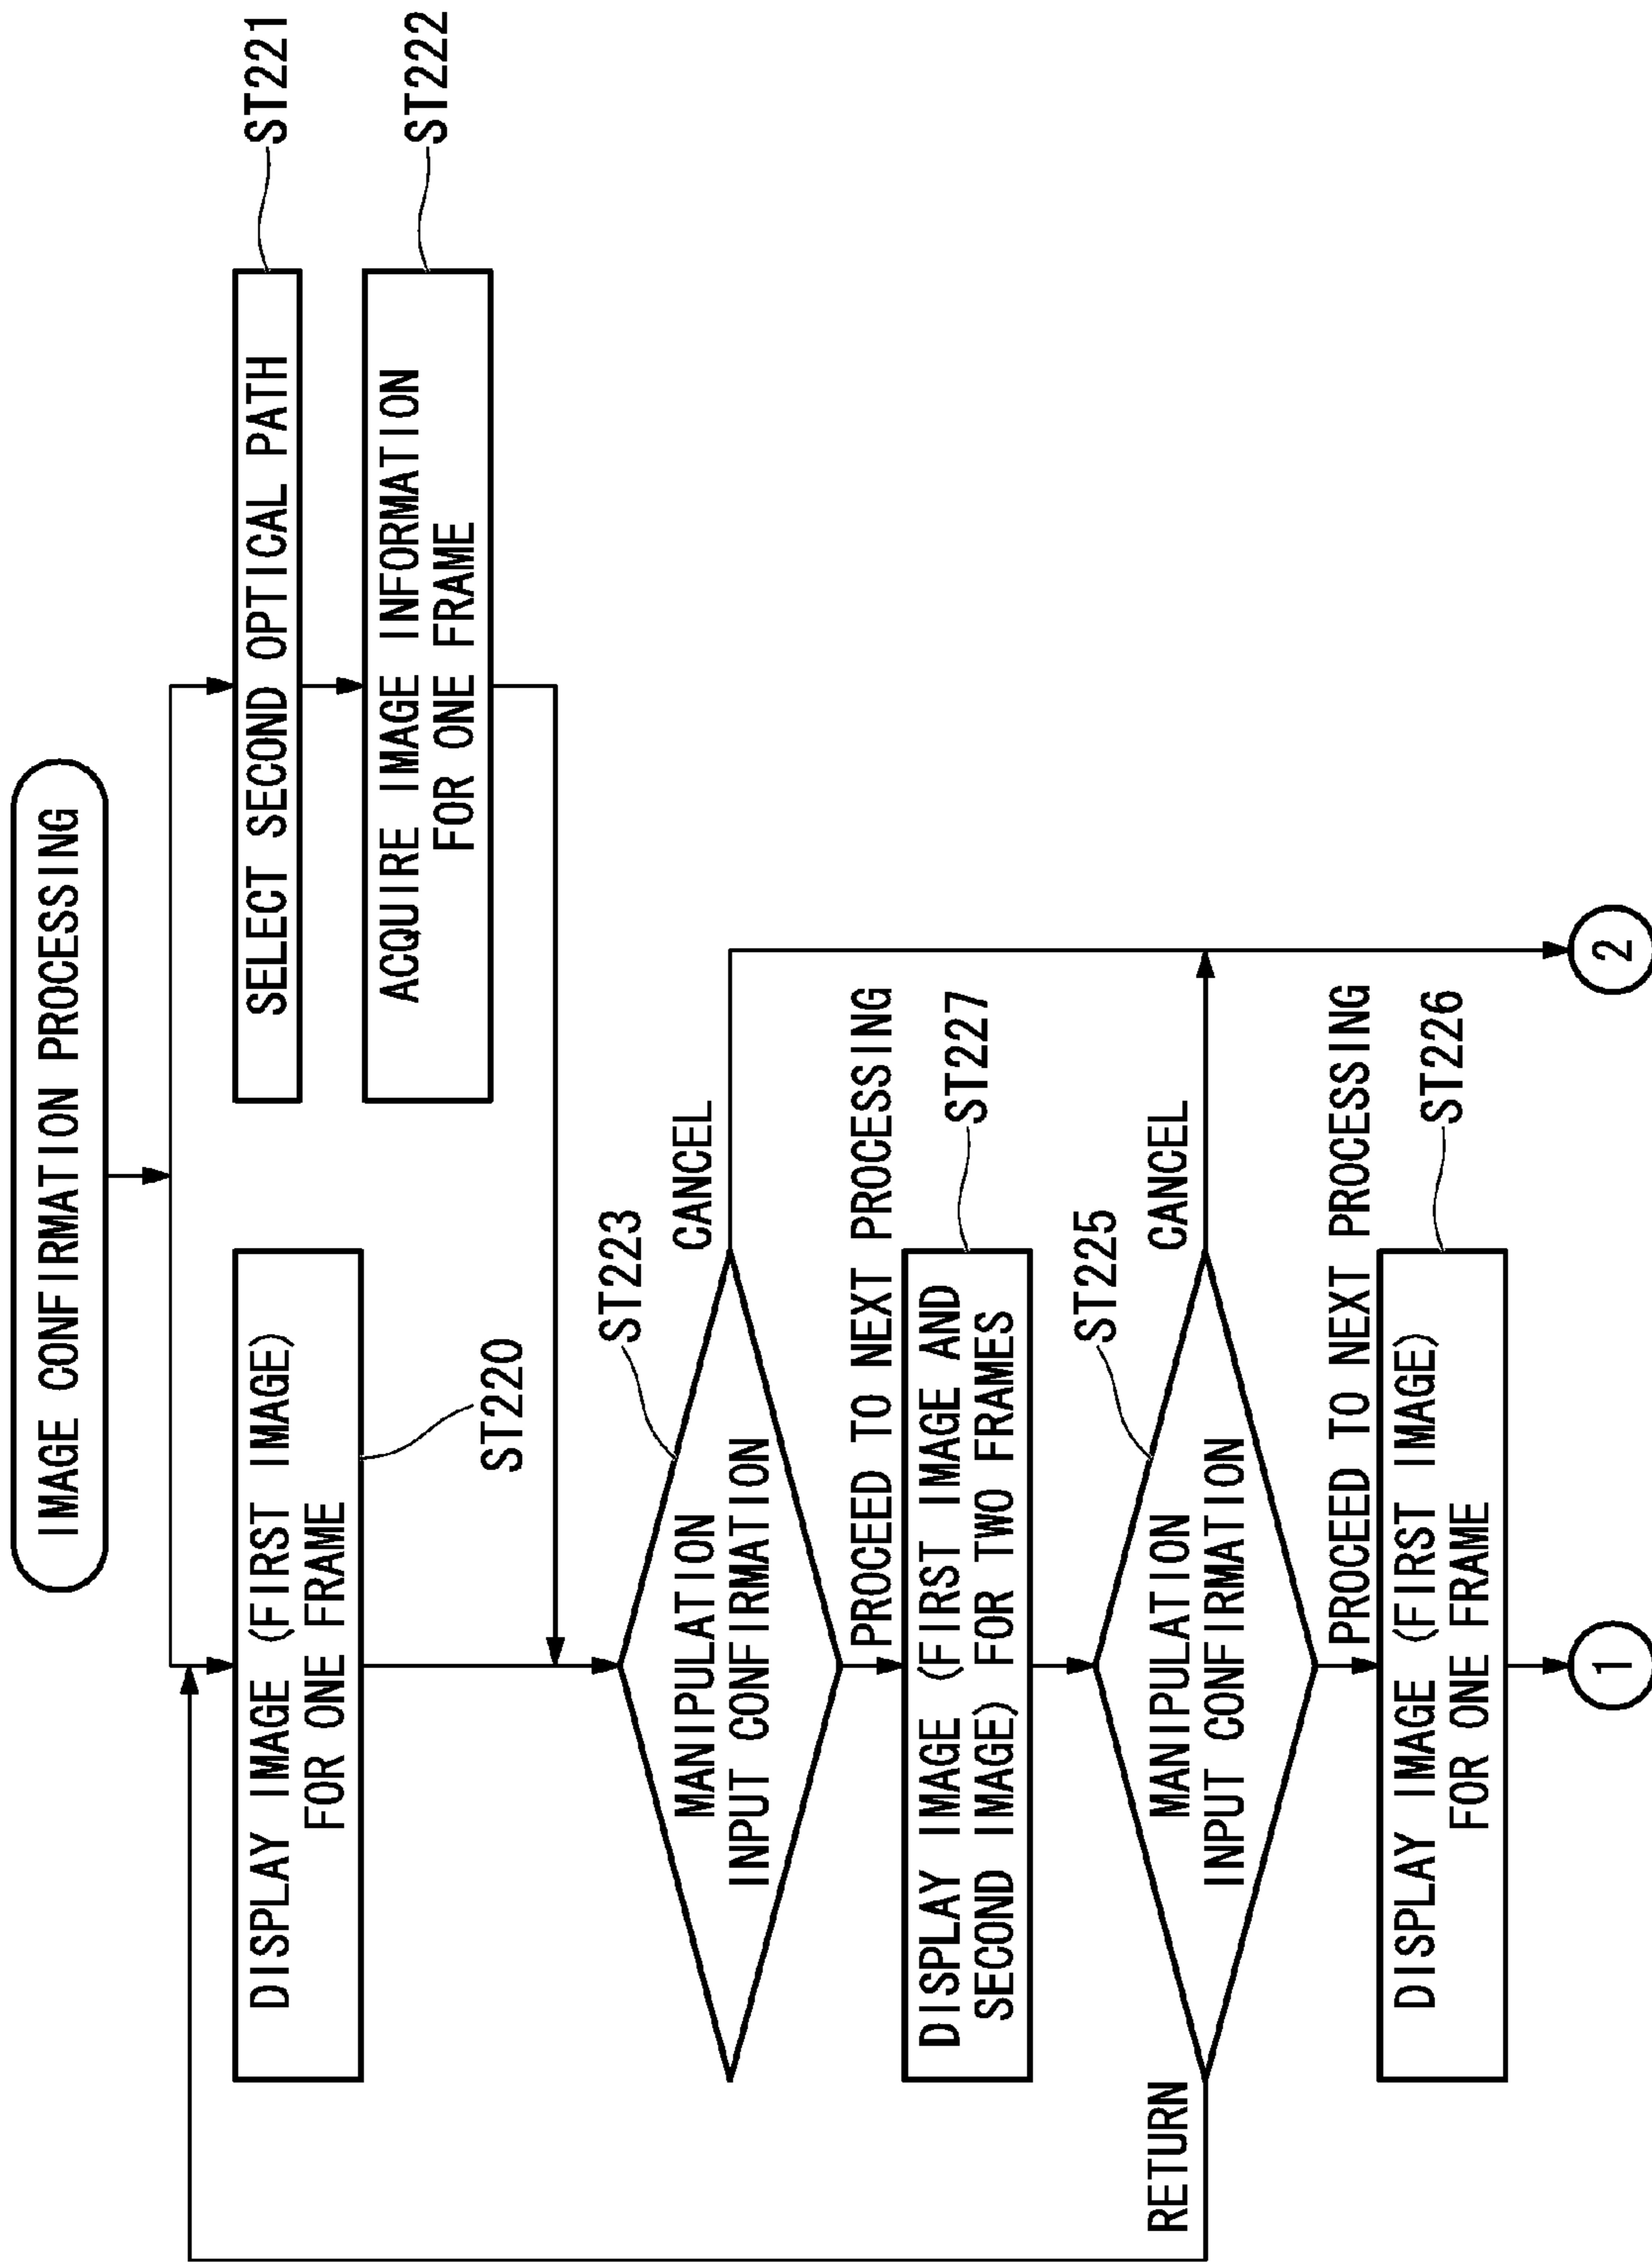 IMAGE CONFIRMATION PROCESSING
DISPLAY IMAGE (FIRST IMAGE)
FOR ONE FRAME
ST220
SELECT SECOND OPTICAL PATH
ST221
ACQUIRE IMAGE INFORMATION
FOR ONE FRAME
ST222
MANIPULATION
INPUT CONFIRMATION
ST223
CANCEL
PROCEED TO NEXT PROCESSING
DISPLAY IMAGE (FIRST IMAGE AND
SECOND IMAGE) FOR TWO FRAMES
ST227
MANIPULATION
INPUT CONFIRMATION
ST225
RETURN
CANCEL
PROCEED TO NEXT PROCESSING
DISPLAY IMAGE (FIRST IMAGE)
FOR ONE FRAME
ST226
1
2